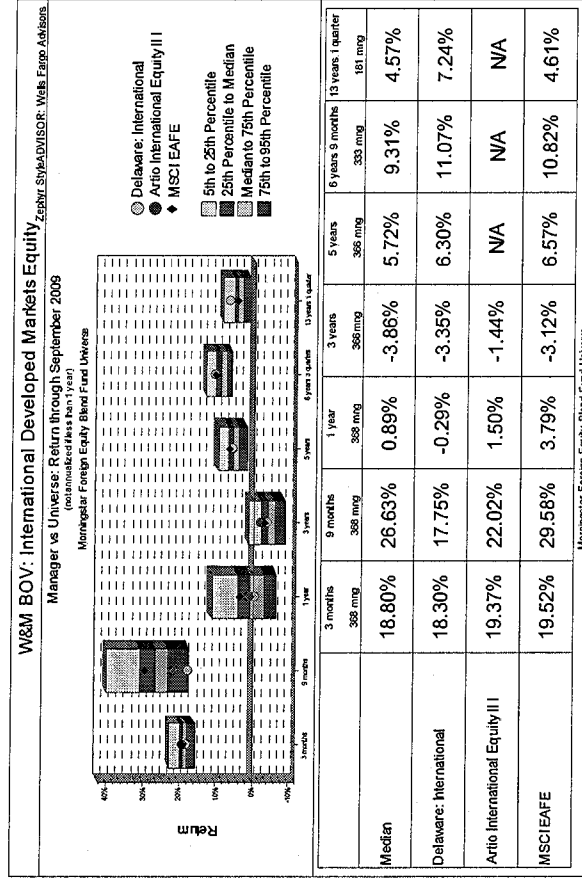 W&M BOV: International Developed Markets Equity
Zephyr StyleADVISOR: Wells Fargo Advisors
Manager vs Universe: Return through September 2009
(not annualized if less than 1 year)
Morningstar Foreign Equity Blend Fund Universe
Return
40%
30%
20%
10%
0%
-10%
3 months
9 months
1 year
3 years
5 years
6 years 3 quarters
13 years 1 quarter
Delaware: International
Artio International Equity II I
MSCI EAFE
5th to 25th Percentile
25th Percentile to Median
Median to 75th Percentile
75th to 95th Percentile
3 months 9 months 1 year 3 years 5 years 6 years 9 months 13 years 1 quarter
368 mng 368 mng 368 mng 368 mng 366 mng 333 mng 181 mng
Median 18.80% 26.63% 0.89% -3.86% 5.72% 9.31% 4.57%
Delaware: International 18.30% 17.75% -0.29% -3.35% 6.30% 11.07% 7.24%
Artio International Equity II I 19.37% 22.02% 1.50% -1.44% N/A N/A N/A
MSCI EAFE 19.52% 29.58% 3.79% -3.12% 6.57% 10.82% 4.61%